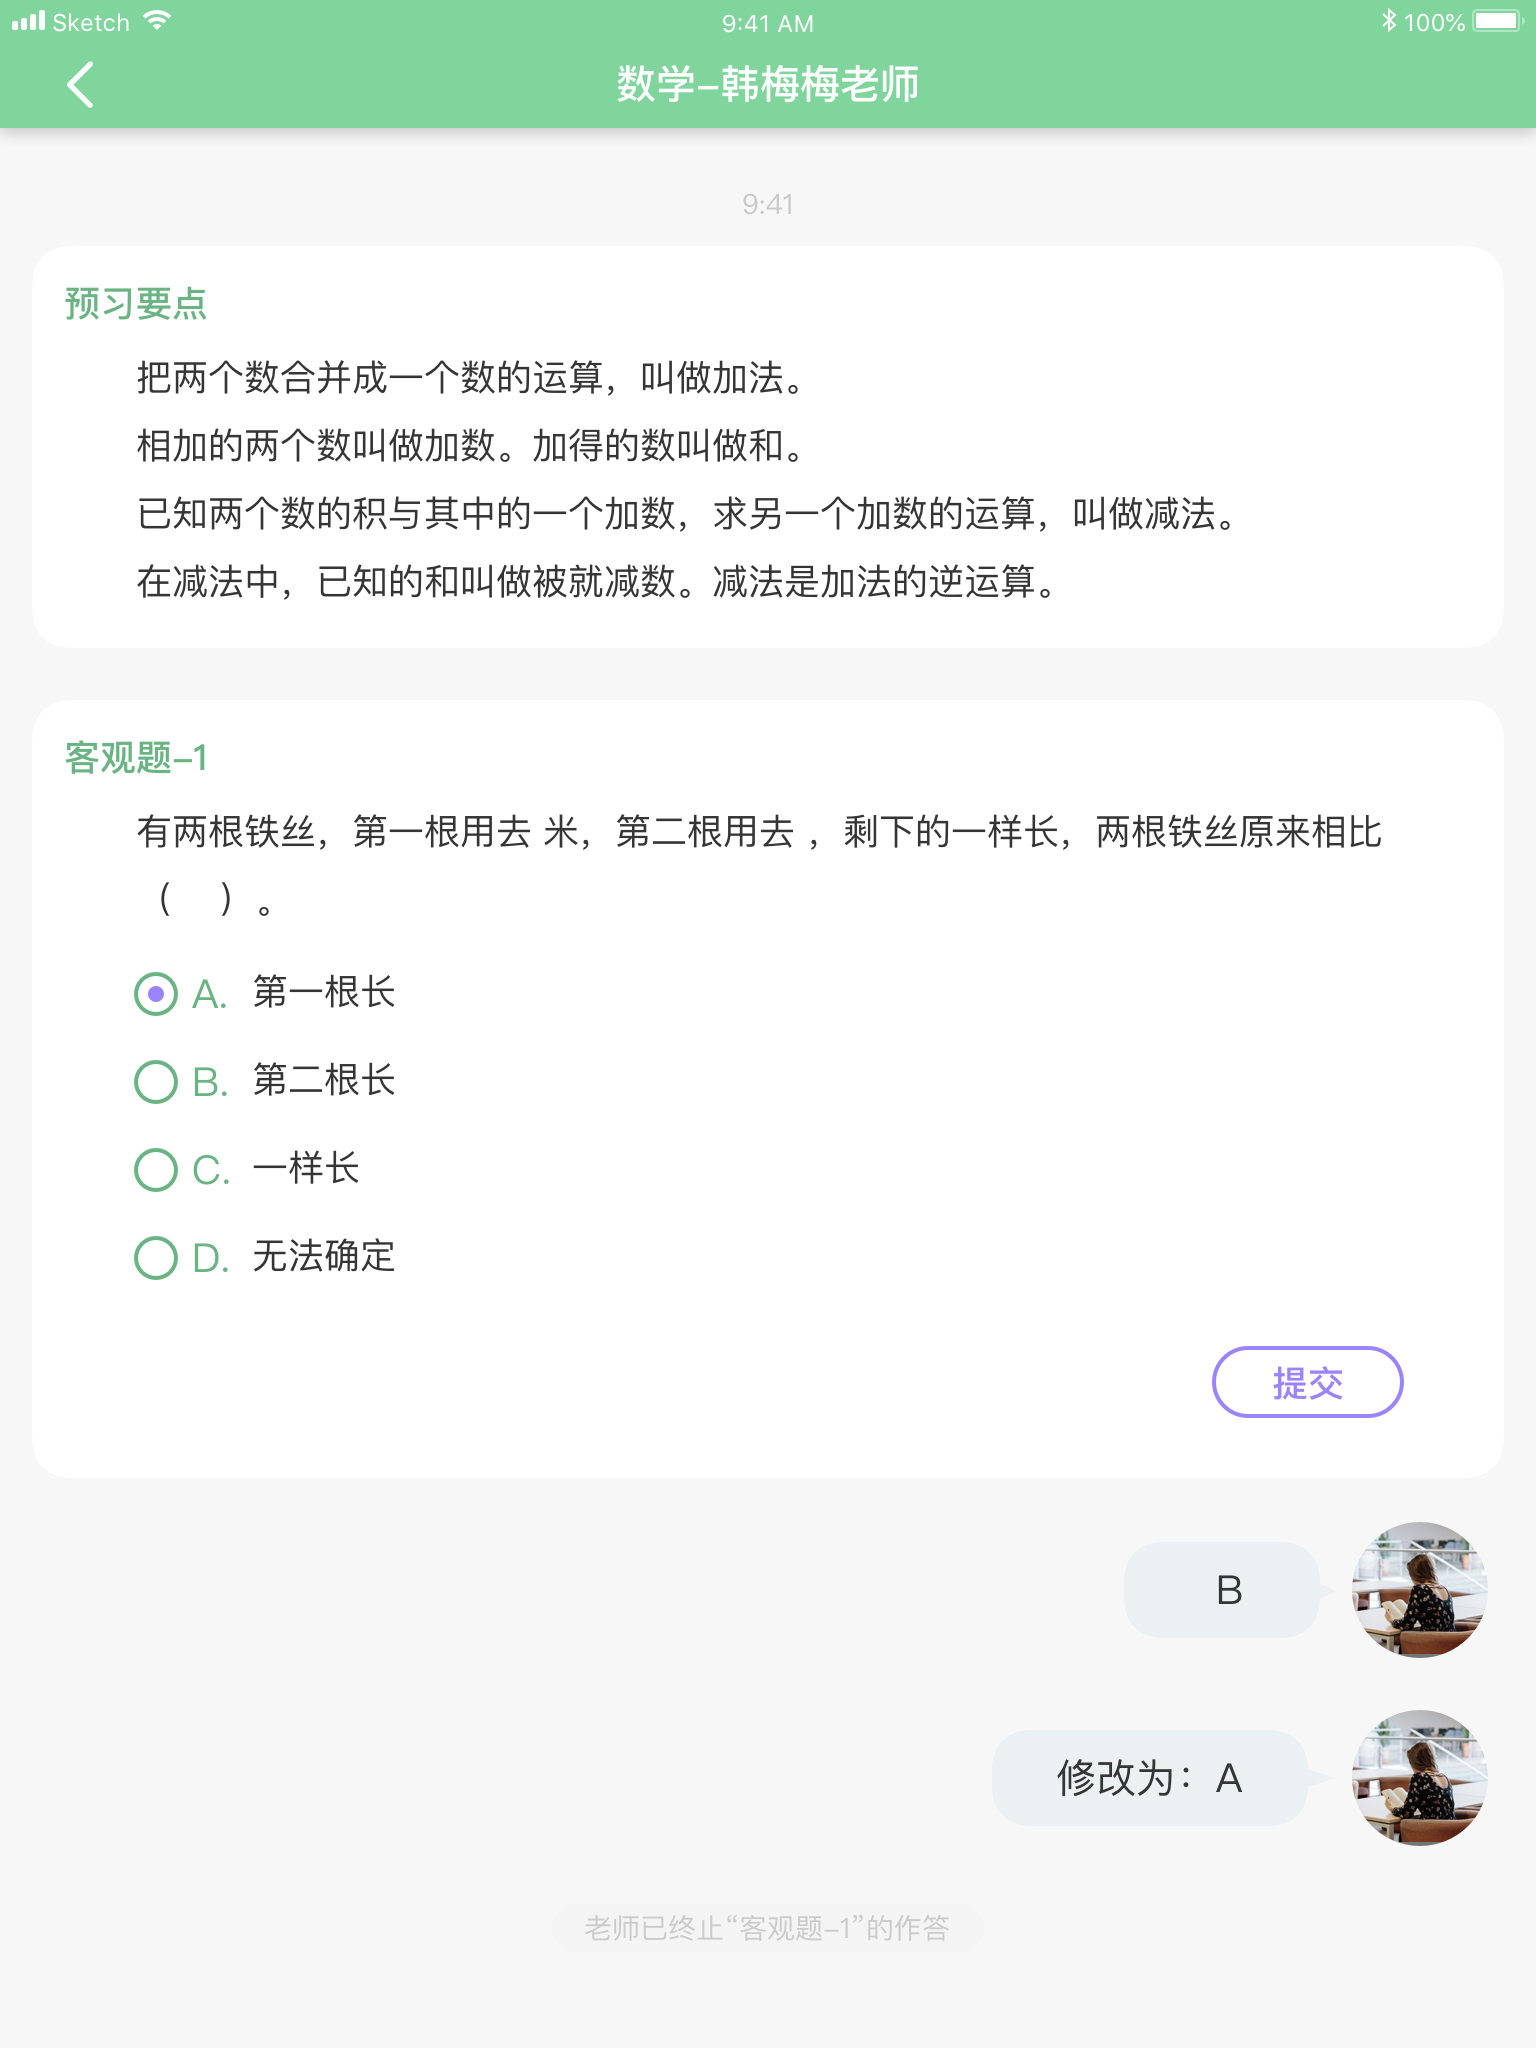 Sketch 9:41 AM 100%
数学-韩梅梅老师
9:41
预习要点
把两个数合并成一个数的运算，叫做加法。
相加的两个数叫做加数。加得的数叫做和。
已知两个数的积与其中的一个加数，求另一个加数的运算，叫做减法。
在减法中，已知的和叫做被就减数。减法是加法的逆运算。
客观题-1
有两根铁丝，第一根用去 米，第二根用去 ，剩下的一样长，两根铁丝原来相比
（ ）。
A. 第一根长
B. 第二根长
C. 一样长
D. 无法确定
提交
B
修改为：A
老师已终止“客观题-1”的作答